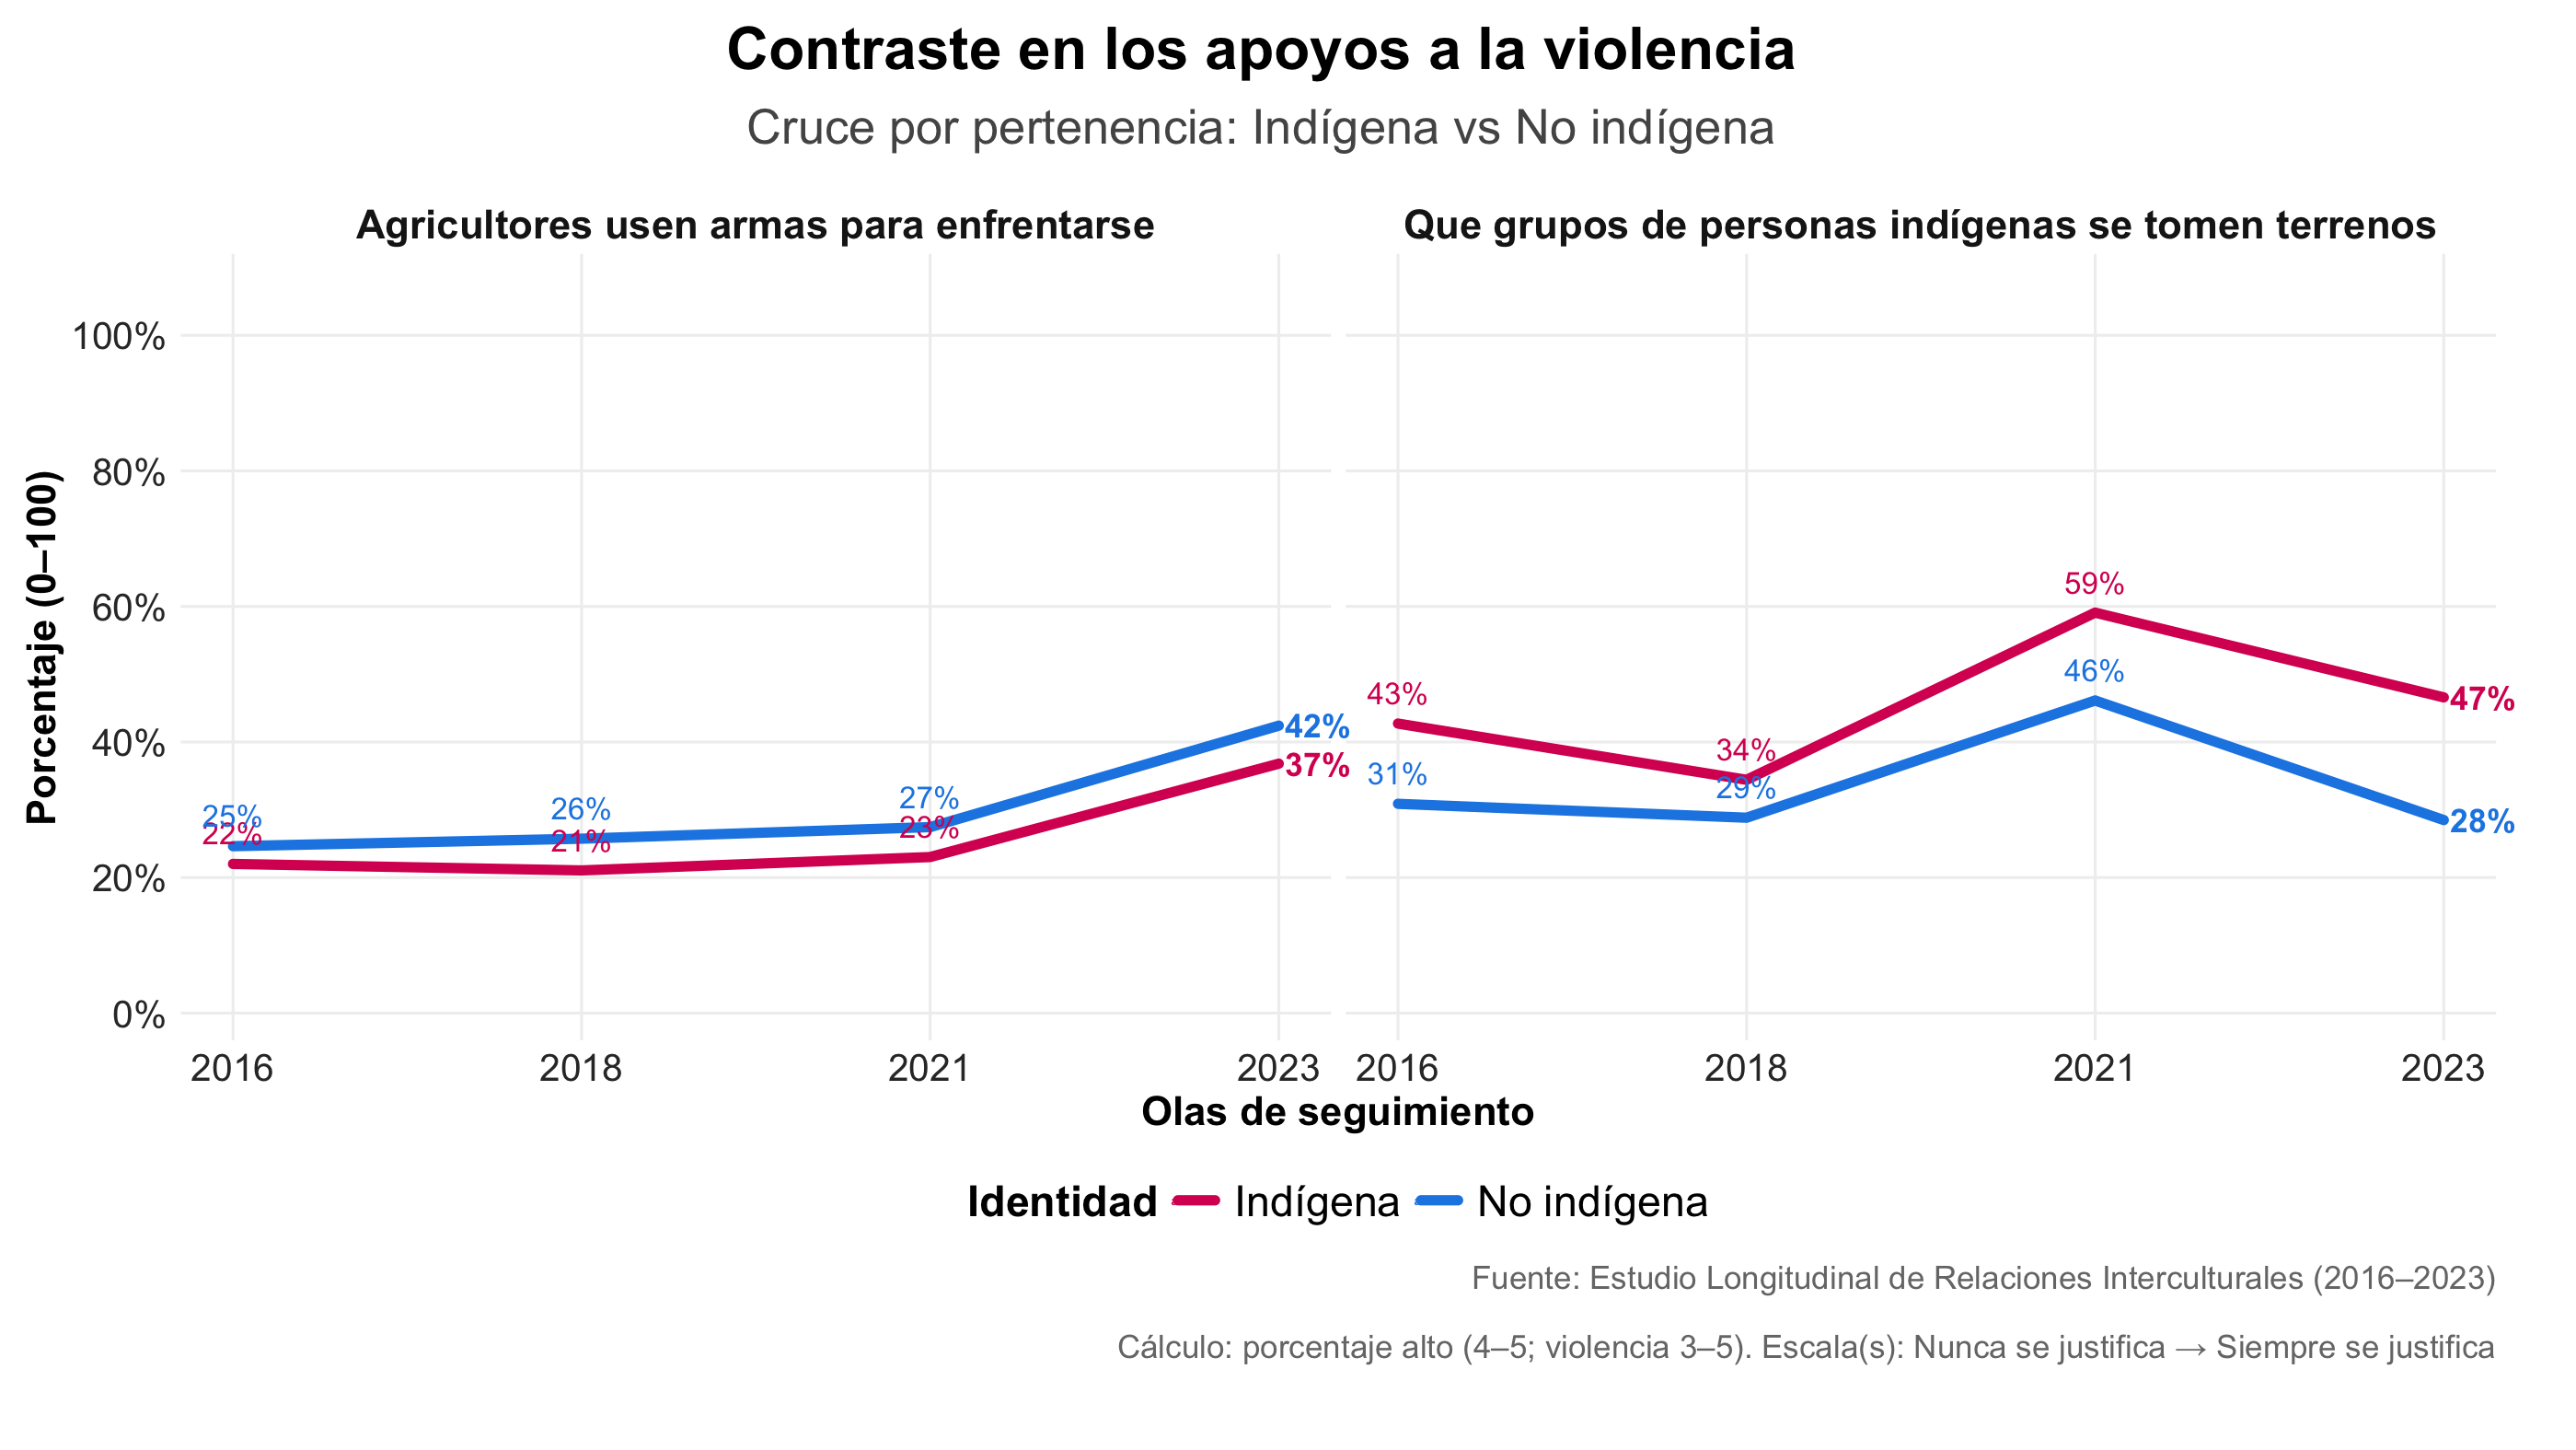 Contraste en los apoyos a la violencia
Cruce por pertenencia: Indígena vs No indígena
Agricultores usen armas para enfrentarse
Que grupos de personas indígenas se tomen terrenos
Porcentaje (0–100)
100%
80%
60%
40%
20%
0%
25%
22%
26%
21%
27%
23%
42%
37%
43%
31%
34%
29%
59%
46%
47%
28%
2016 2018 2021 2023
2016 2018 2021 2023
Olas de seguimiento
Identidad Indígena No indígena
Fuente: Estudio Longitudinal de Relaciones Interculturales (2016–2023)
Cálculo: porcentaje alto (4–5; violencia 3–5). Escala(s): Nunca se justifica → Siempre se justifica